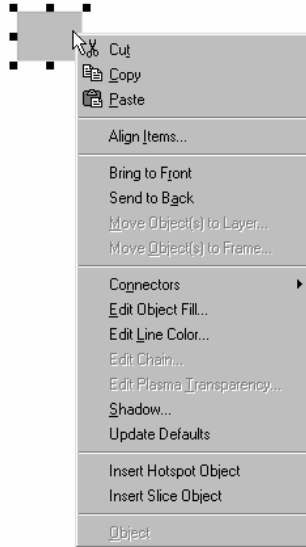 Cut
Copy
Paste
Align Items...
Bring to Front
Send to Back
Move Object(s) to Layer...
Move Object(s) to Frame...
Connectors
Edit Object Fill...
Edit Line Color...
Edit Chain...
Edit Plasma Transparency...
Shadow...
Update Defaults
Insert Hotspot Object
Insert Slice Object
Object